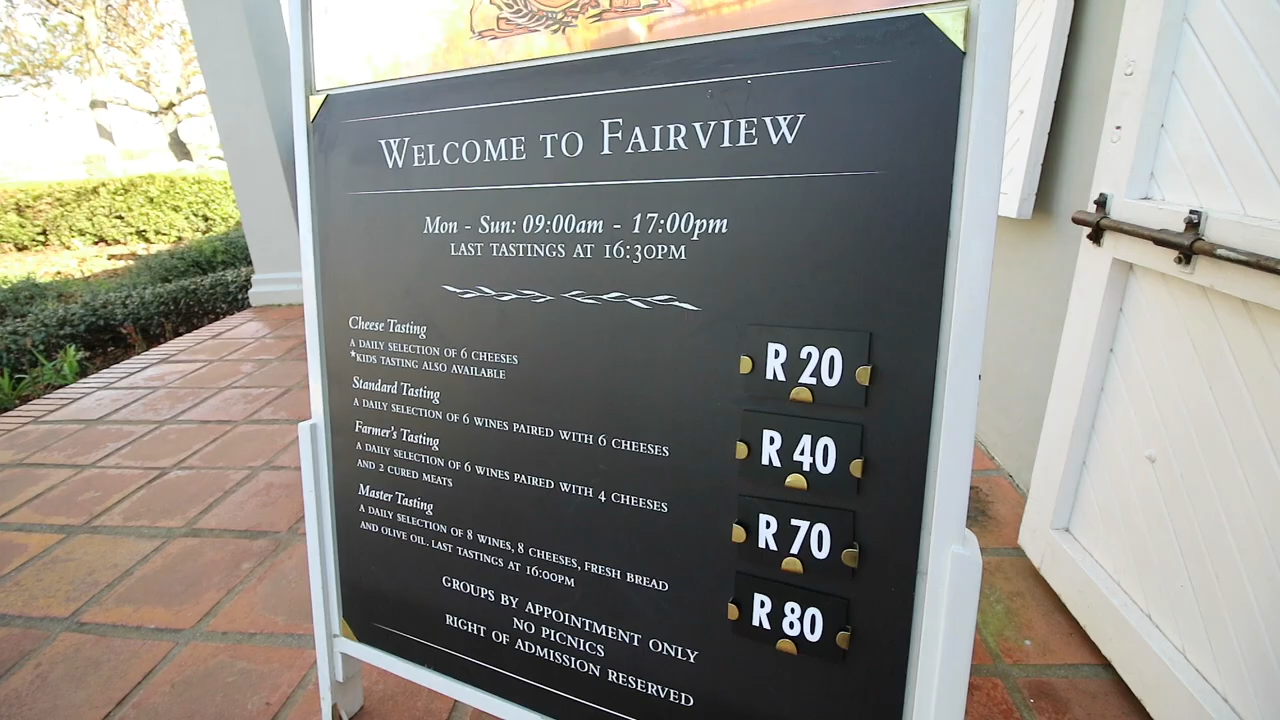 WELCOME TO FAIRVIEW
Mon - Sun: 09:00am - 17:00pm
LAST TASTINGS AT 16:30PM
Cheese Tasting
A DAILY SELECTION OF 6 CHEESES
*KIDS TASTING ALSO AVAILABLE
R 20
Standard Tasting
A DAILY SELECTION OF 6 WINES PAIRED WITH 6 CHEESES
R 40
Farmer's Tasting
A DAILY SELECTION OF 6 WINES PAIRED WITH 4 CHEESES
AND 2 CURED MEATS
R 70
Master Tasting
A DAILY SELECTION OF 8 WINES, 8 CHEESES, FRESH BREAD
AND OLIVE OIL. LAST TASTINGS AT 16:00PM
R 80
GROUPS BY APPOINTMENT ONLY
NO PICNICS
RIGHT OF ADMISSION RESERVED